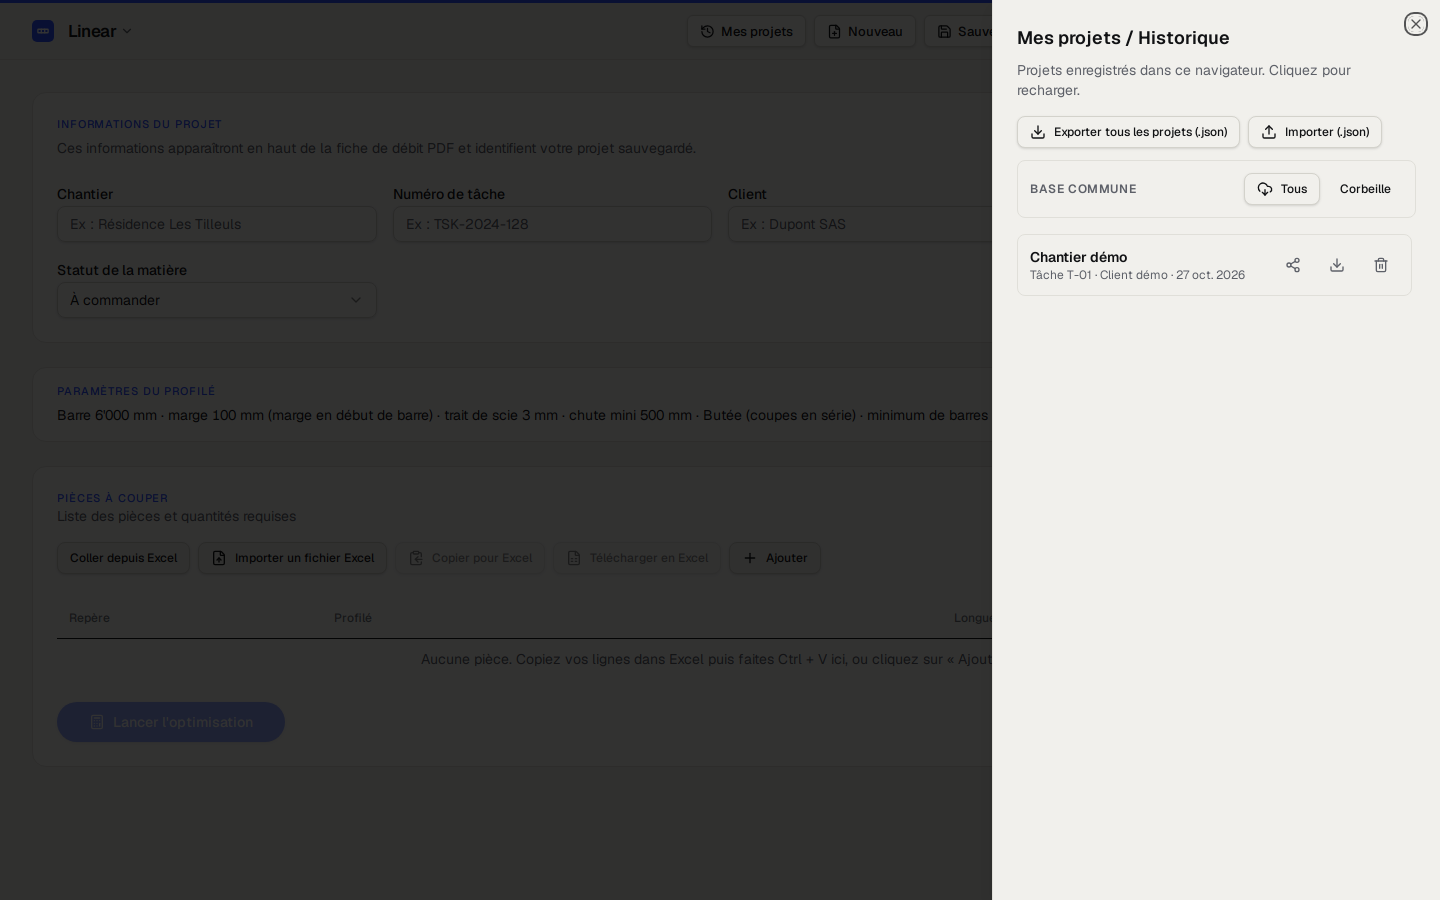 Linear
Mes projets
Nouveau
Sauve
INFORMATIONS DU PROJET
Ces informations apparaîtront en haut de la fiche de débit PDF et identifient votre projet sauvegardé.
Chantier
Numéro de tâche
Client
Ex : Résidence Les Tilleuls
Ex : TSK-2024-128
Ex : Dupont SAS
Statut de la matière
À commander
PARAMÈTRES DU PROFILÉ
Barre 6'000 mm · marge 100 mm (marge en début de barre) · trait de scie 3 mm · chute mini 500 mm · Butée (coupes en série) · minimum de barres
PIÈCES À COUPER
Liste des pièces et quantités requises
Coller depuis Excel
Importer un fichier Excel
Copier pour Excel
Télécharger en Excel
Ajouter
Repère
Profilé
Longue
Aucune pièce. Copiez vos lignes dans Excel puis faites Ctrl + V ici, ou cliquez sur « Ajout
Lancer l'optimisation
Mes projets / Historique
Projets enregistrés dans ce navigateur. Cliquez pour
recharger.
Exporter tous les projets (.json)
Importer (.json)
BASE COMMUNE
Tous
Corbeille
Chantier démo
Tâche T-01 · Client démo · 27 oct. 2026